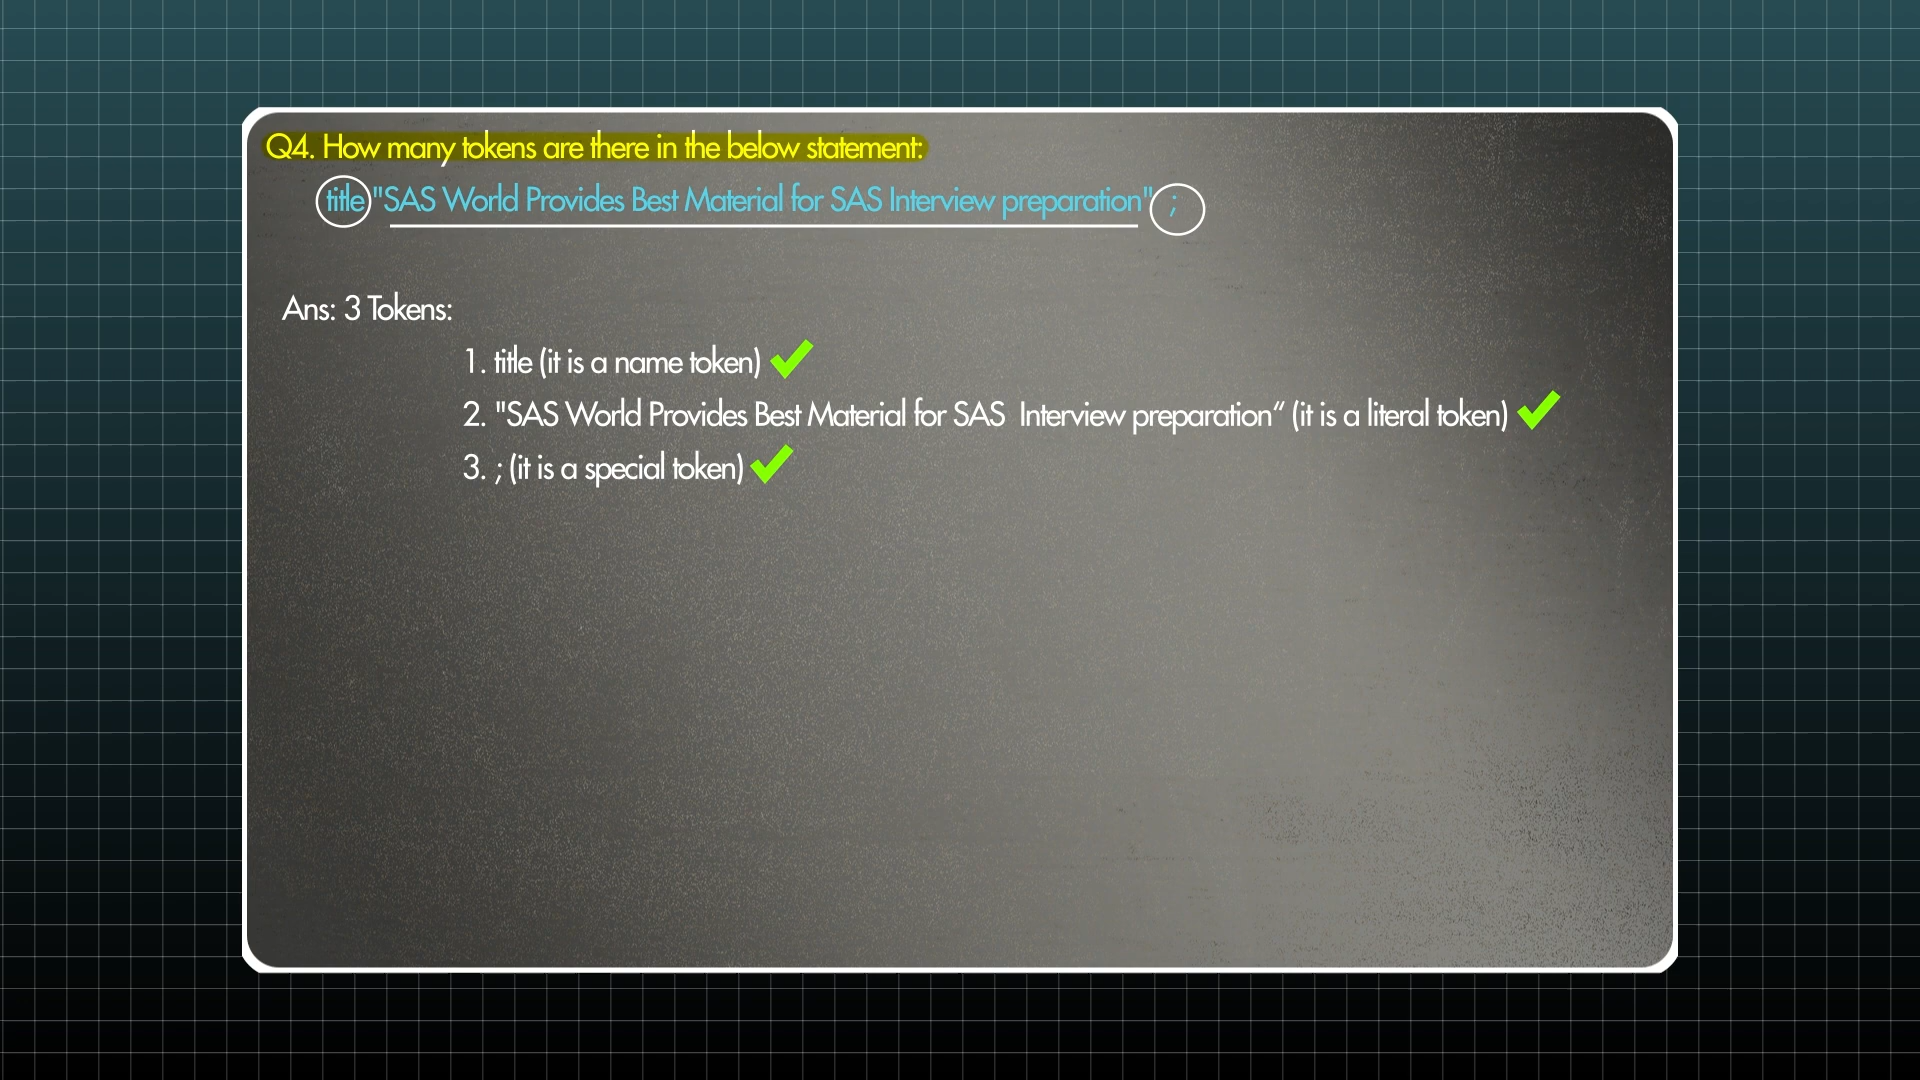 Q4. How many tokens are there in the below statement:
title "SAS World Provides Best Material for SAS Interview preparation" ;
Ans: 3 Tokens:
1. title (it is a name token)
2. "SAS World Provides Best Material for SAS  Interview preparation“ (it is a literal token)
3. ; (it is a special token)